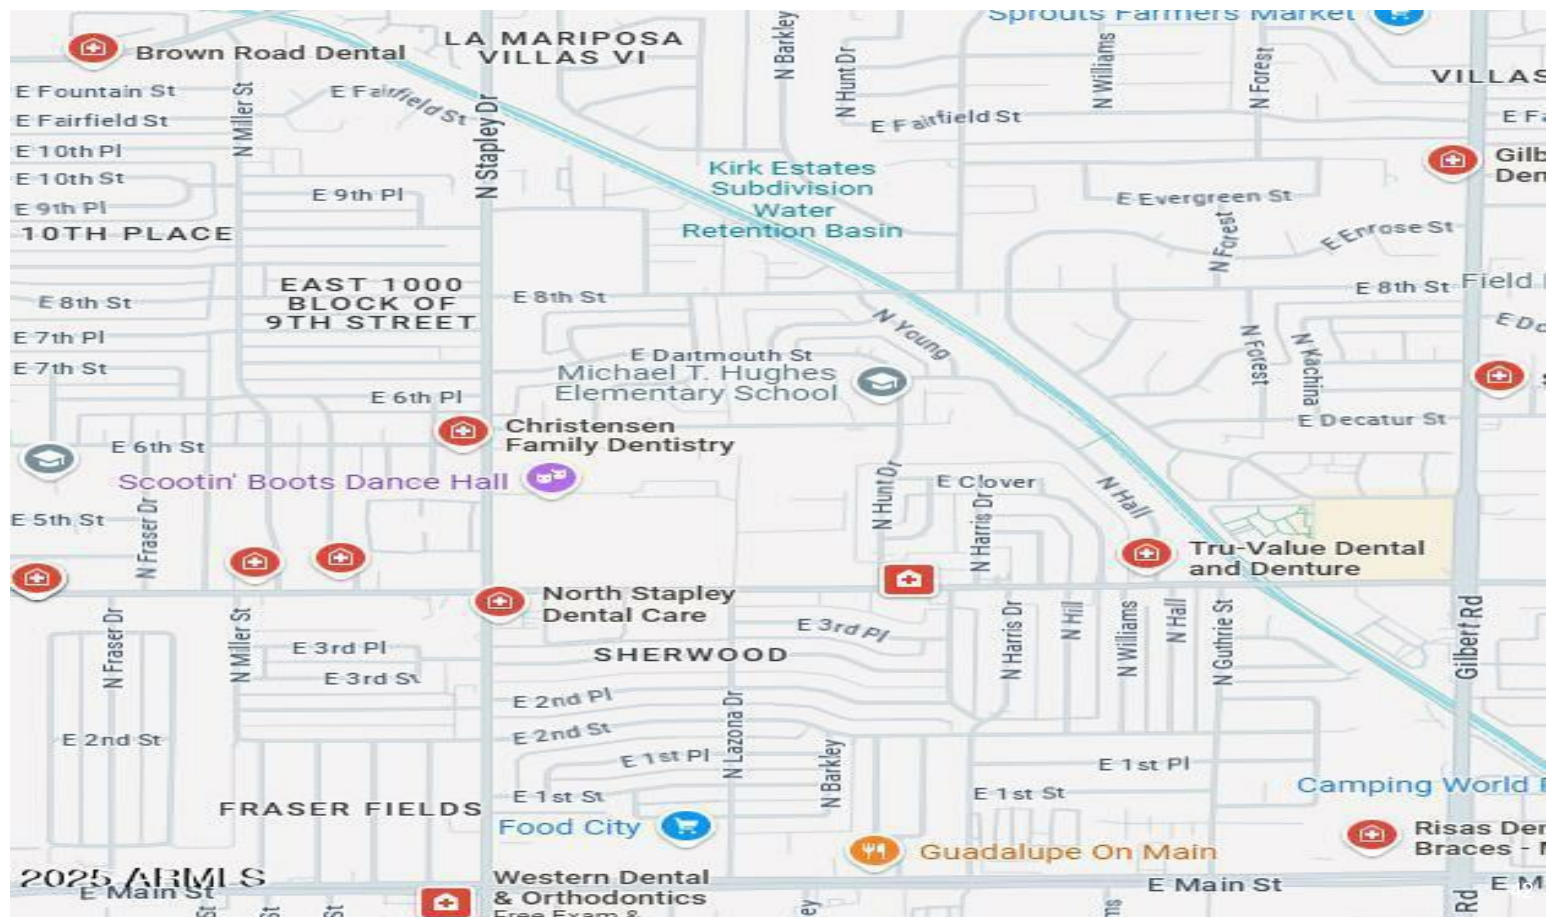 Sprouts Farmers Market
Brown Road Dental
LA MARIPOSA
VILLAS VI
N Barkley
N Hunt Dr
N Williams
N Forest
VILLAS
E Fountain St
E Fairfield St
E Fairfield St
N Miller St
N Stapley Dr
E Fairfield St
E 10th Pl
E 10th St
E 9th Pl
E 9th Pl
10TH PLACE
Kirk Estates
Subdivision
Water
Retention Basin
E Evergreen St
N Forest
E Enrose St
EAST 1000
BLOCK OF
9TH STREET
E 8th St
E 8th St
E 8th St
Field
E 7th Pl
E 7th St
N Young
E Dartmouth St
Michael T. Hughes
Elementary School
N Forest
N Kachina
E 6th Pl
E Decatur St
Christensen
Family Dentistry
E 6th St
Scootin' Boots Dance Hall
N Hunt Dr
E Clover
N Harris Dr
N Hall
E 5th St
N Fraser Dr
Tru-Value Dental
and Denture
North Stapley
Dental Care
N Fraser Dr
N Miller St
E 3rd Pl
E 3rd St
E 3rd Pl
SHERWOOD
N Harris Dr
N Hill
N Williams
N Hall
N Guthrie St
Gilbert Rd
E 2nd Pl
E 2nd St
E 2nd St
E 1st Pl
N Lazona Dr
N Barkley
E 1st Pl
E 1st St
E 1st St
Camping World
FRASER FIELDS
Food City
Guadalupe On Main
Risas
Braces -
2025 ARMLS
E Main St
Western Dental
& Orthodontics
Free Exam &
E Main St
Rd
St
St
St